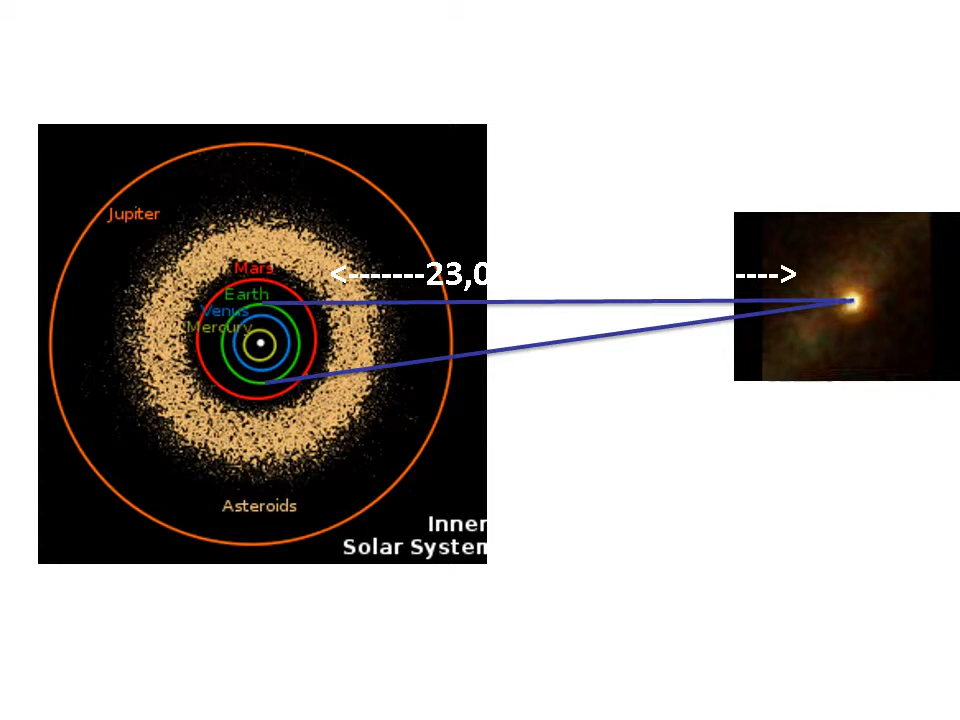 Jupiter
Mars
<-------23,0
---->
Earth
Venus
Mercury
Asteroids
Inner
Solar System